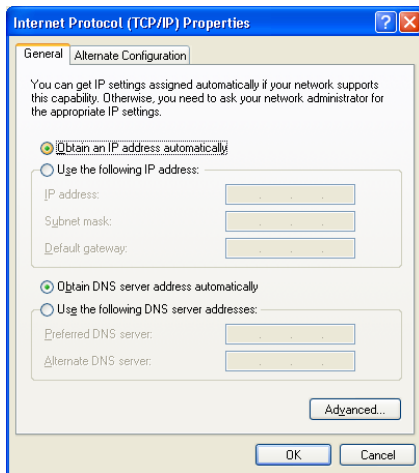 Internet Protocol (TCP/IP) Properties
General
Alternate Configuration
You can get IP settings assigned automatically if your network supports
this capability. Otherwise, you need to ask your network administrator for
the appropriate IP settings.
Obtain an IP address automatically
Use the following IP address:
IP address:
Subnet mask:
Default gateway:
Obtain DNS server address automatically
Use the following DNS server addresses:
Preferred DNS server:
Alternate DNS server:
Advanced...
OK
Cancel